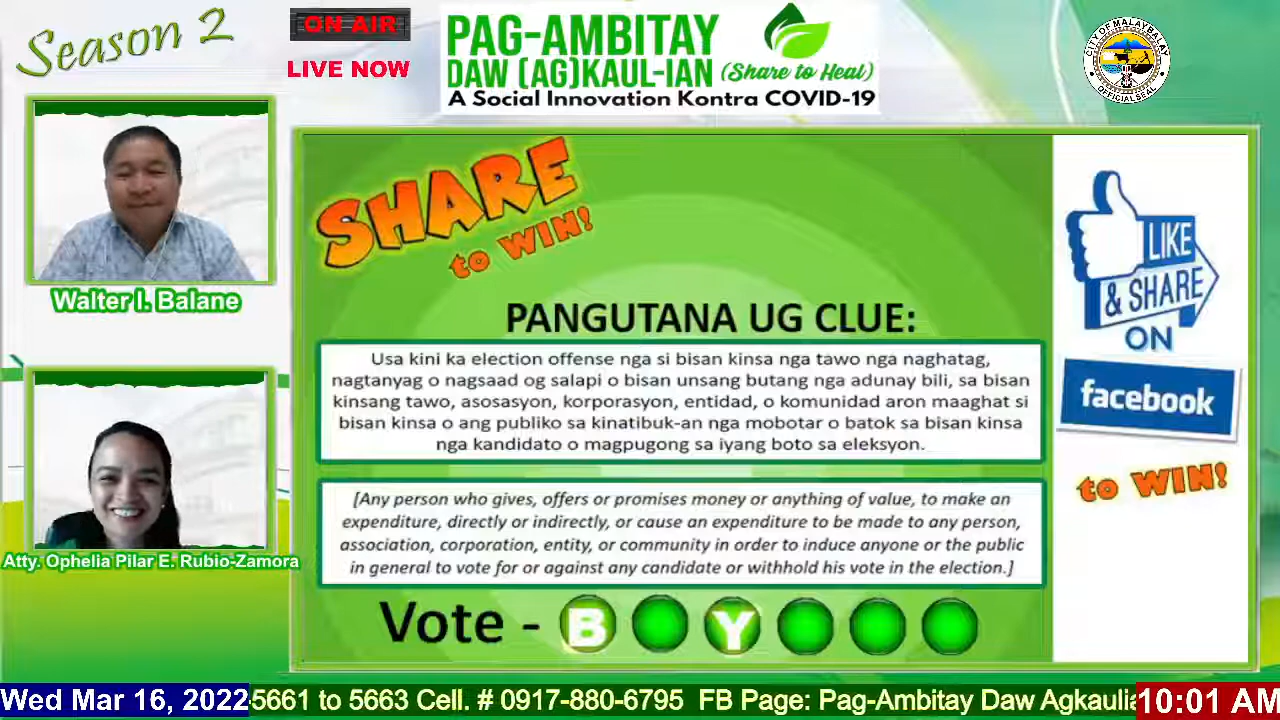 Season 2
ON AIR
LIVE NOW
PAG-AMBITAY
DAW (AG)KAUL-IAN (Share to Heal)
A Social Innovation Kontra COVID-19
CITY OF MALAYBALAY
OFFICIAL SEAL
Walter I. Balane
Atty. Ophelia Pilar E. Rubio-Zamora
SHARE
to WIN!
PANGUTANA UG CLUE:
Usa kini ka election offense nga si bisan kinsa nga tawo nga naghatag,
nagtanyag o nagsaad og salapi o bisan unsang butang nga adunay bili, sa bisan
kinsang tawo, asosasyon, korporasyon, entidad, o komunidad aron maaghat si
bisan kinsa o ang publiko sa kinatibuk-an nga mobotar o batok sa bisan kinsa
nga kandidato o magpugong sa iyang boto sa eleksyon.
[Any person who gives, offers or promises money or anything of value, to make an
expenditure, directly or indirectly, or cause an expenditure to be made to any person,
association, corporation, entity, or community in order to induce anyone or the public
in general to vote for or against any candidate or withhold his vote in the election.]
Vote - B Y
LIKE
& SHARE
ON
facebook
to WIN!
Wed Mar 16, 2022 5661 to 5663 Cell. # 0917-880-6795 FB Page: Pag-Ambitay Daw Agkaulia 10:01 AM